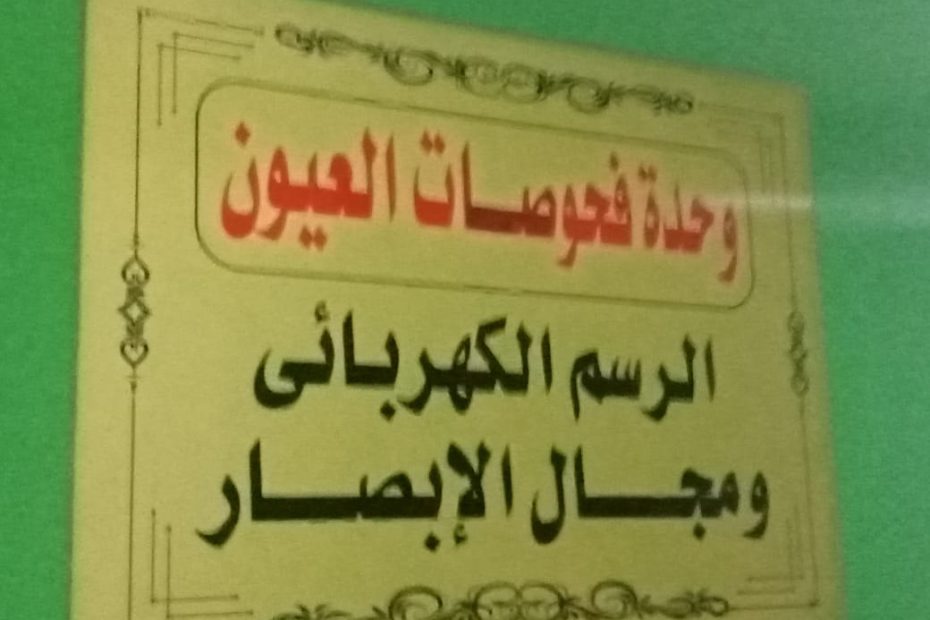 وحدة فحوصات العيون
الرسم الكهربائى
ومجال الإبصار